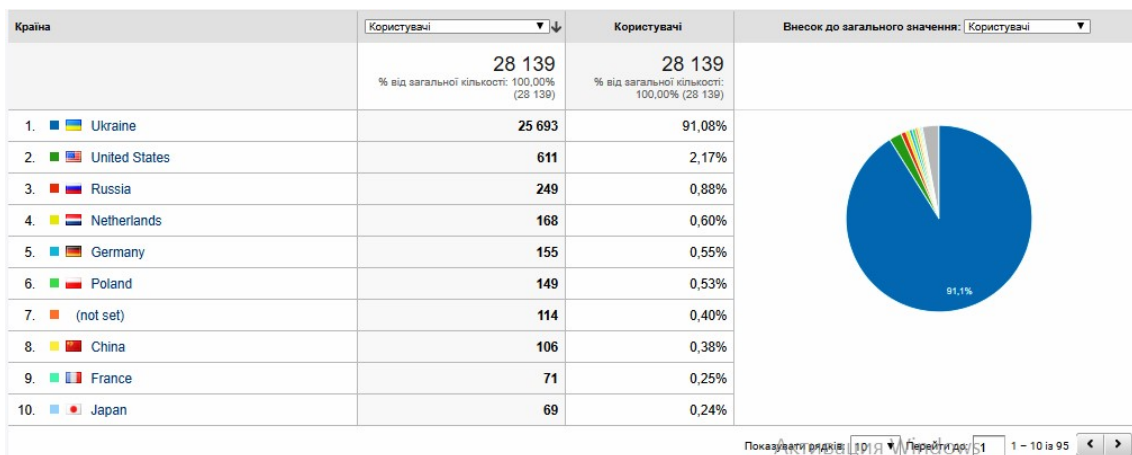 Країна Користувачі Користувачі Внесок до загального значення: Користувачі
28 139 28 139
% від загальної кількості: 100,00% % від загальної кількості:
(28 139) 100,00% (28 139)
1. Ukraine 25 693 91,08%
2. United States 611 2,17%
3. Russia 249 0,88%
4. Netherlands 168 0,60%
5. Germany 155 0,55%
6. Poland 149 0,53%
7. (not set) 114 0,40%
8. China 106 0,38%
9. France 71 0,25%
10. Japan 69 0,24%
91,1%
Показувати рядків: 10 Перейти до: 1 1 – 10 із 95
Активация Windows